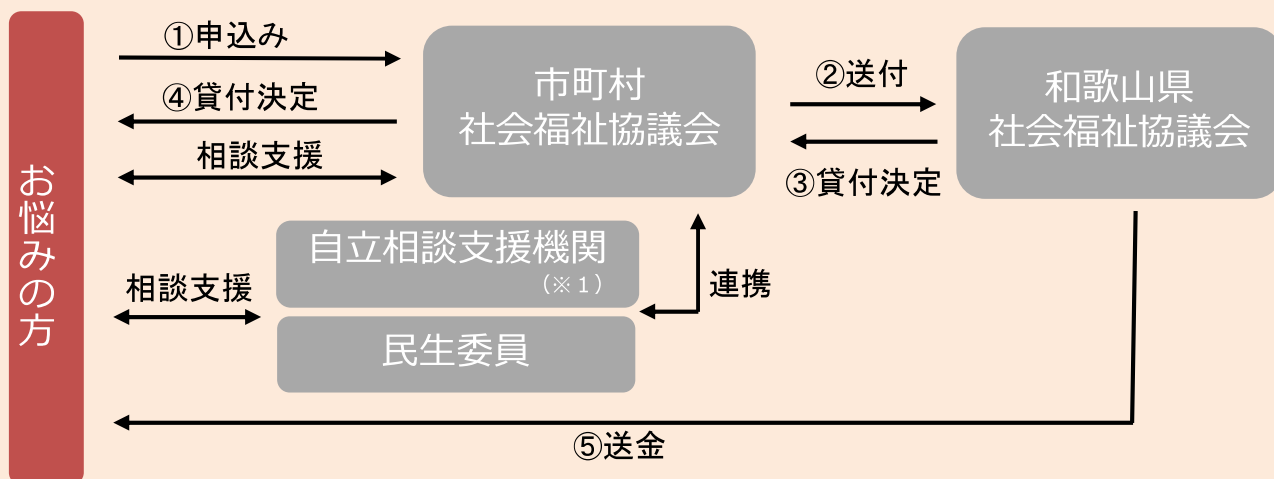 お悩みの方
①申込み
④貸付決定
相談支援
市町村
社会福祉協議会
②送付
③貸付決定
和歌山県
社会福祉協議会
相談支援
自立相談支援機関
（※１）
民生委員
連携
⑤送金